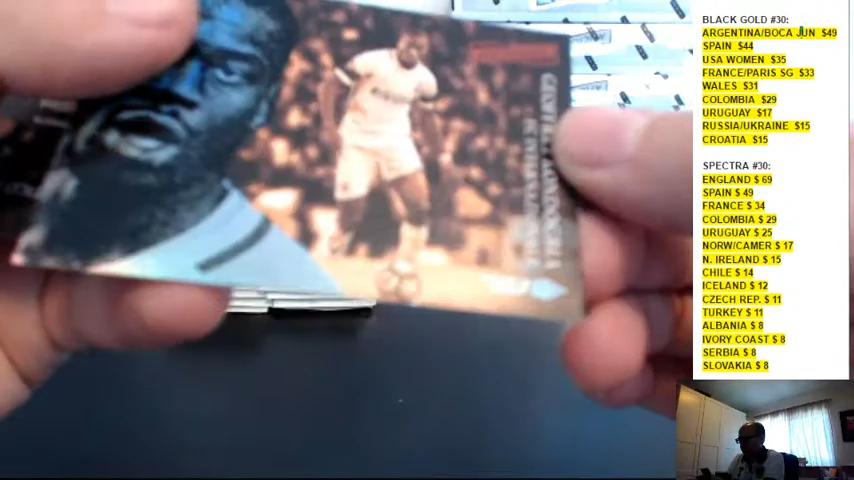 BLACK GOLD #30:
ARGENTINA/BOCA JUN $49
SPAIN $44
USA WOMEN $35
FRANCE/PARIS SG $33
WALES $31
COLOMBIA $29
URUGUAY $17
RUSSIA/UKRAINE $15
CROATIA $15
SPECTRA #30:
ENGLAND $ 69
SPAIN $ 49
FRANCE $ 34
COLOMBIA $ 29
URUGUAY $ 25
NORW/CAMER $ 17
N. IRELAND $ 15
CHILE $ 14
ICELAND $ 12
CZECH REP. $ 11
TURKEY $ 11
ALBANIA $ 8
IVORY COAST $ 8
SERBIA $ 8
SLOVAKIA $ 8